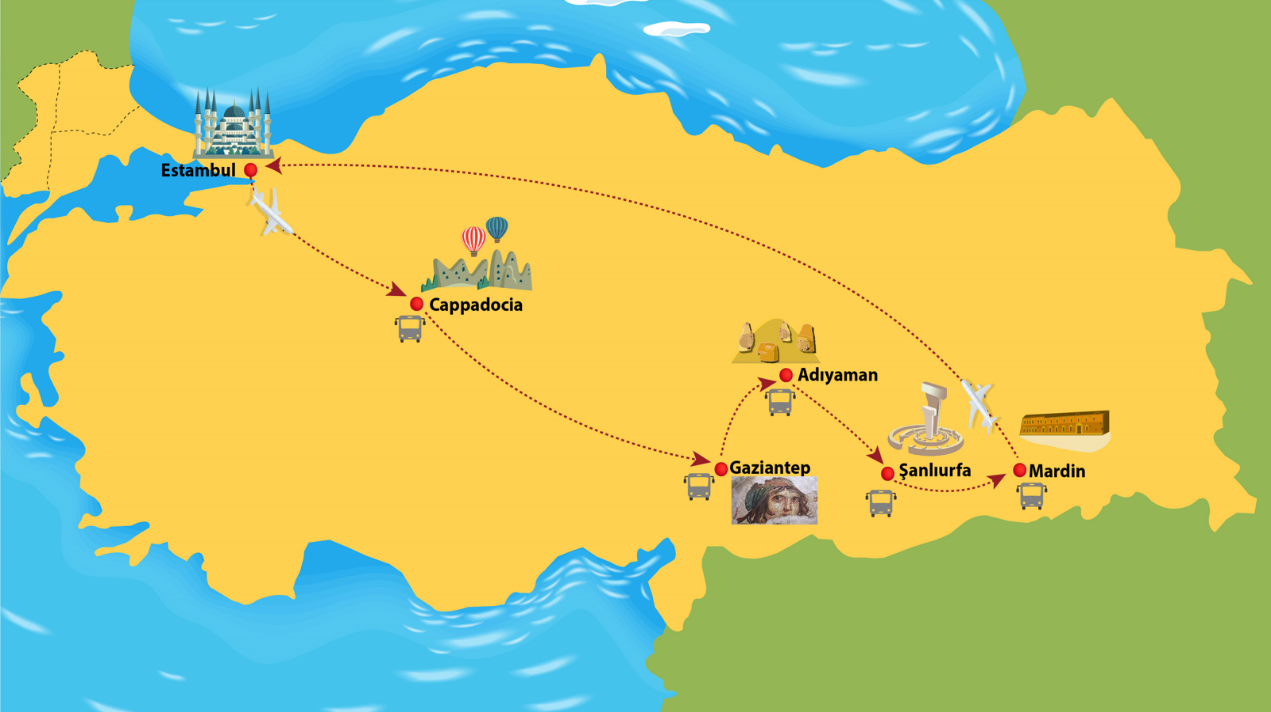 Estambul
Cappadocia
Adıyaman
Gaziantep
Şanlıurfa
Mardin